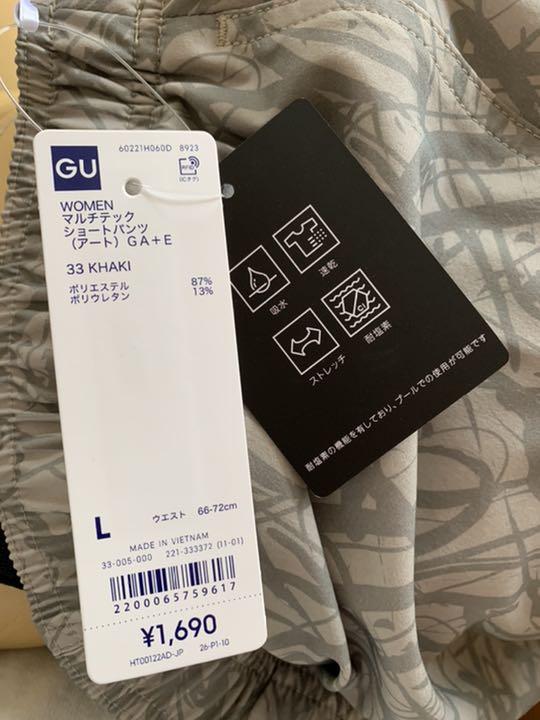 60221H060D 8923
GU
RFID
(ICタグ)
WOMEN
マルチテック
ショートパンツ
(アート) GA+E
33 KHAKI
ポリエステル 87%
ポリウレタン 13%
L ウエスト 66-72cm
MADE IN VIETNAM
33-005-000 221-333372 (11-01)
2200065759617
¥1,690
HT00122AD-JP 26-P1-10
吸水
速乾
ストレッチ
耐塩素
耐塩素の機能を有しており、プールでの使用が可能です